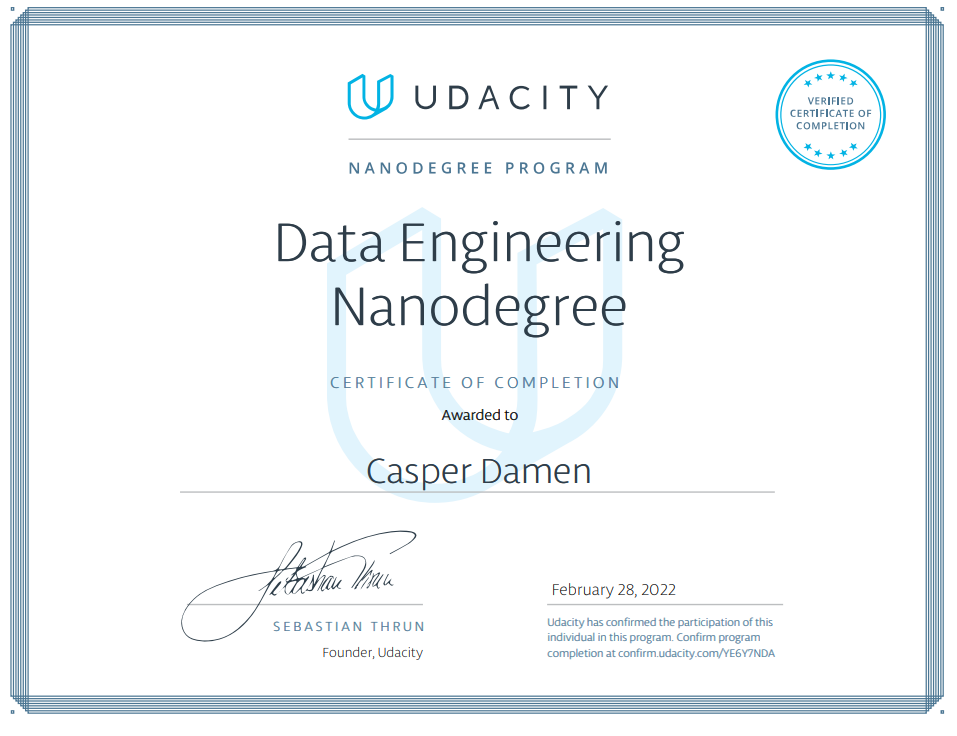 UDACITY
VERIFIED
CERTIFICATE OF
COMPLETION
NANODEGREE PROGRAM
Data Engineering
Nanodegree
CERTIFICATE OF COMPLETION
Awarded to
Casper Damen
Sebastian Thrun
SEBASTIAN THRUN
Founder, Udacity
February 28, 2022
Udacity has confirmed the participation of this
individual in this program. Confirm program
completion at confirm.udacity.com/YE6Y7NDA